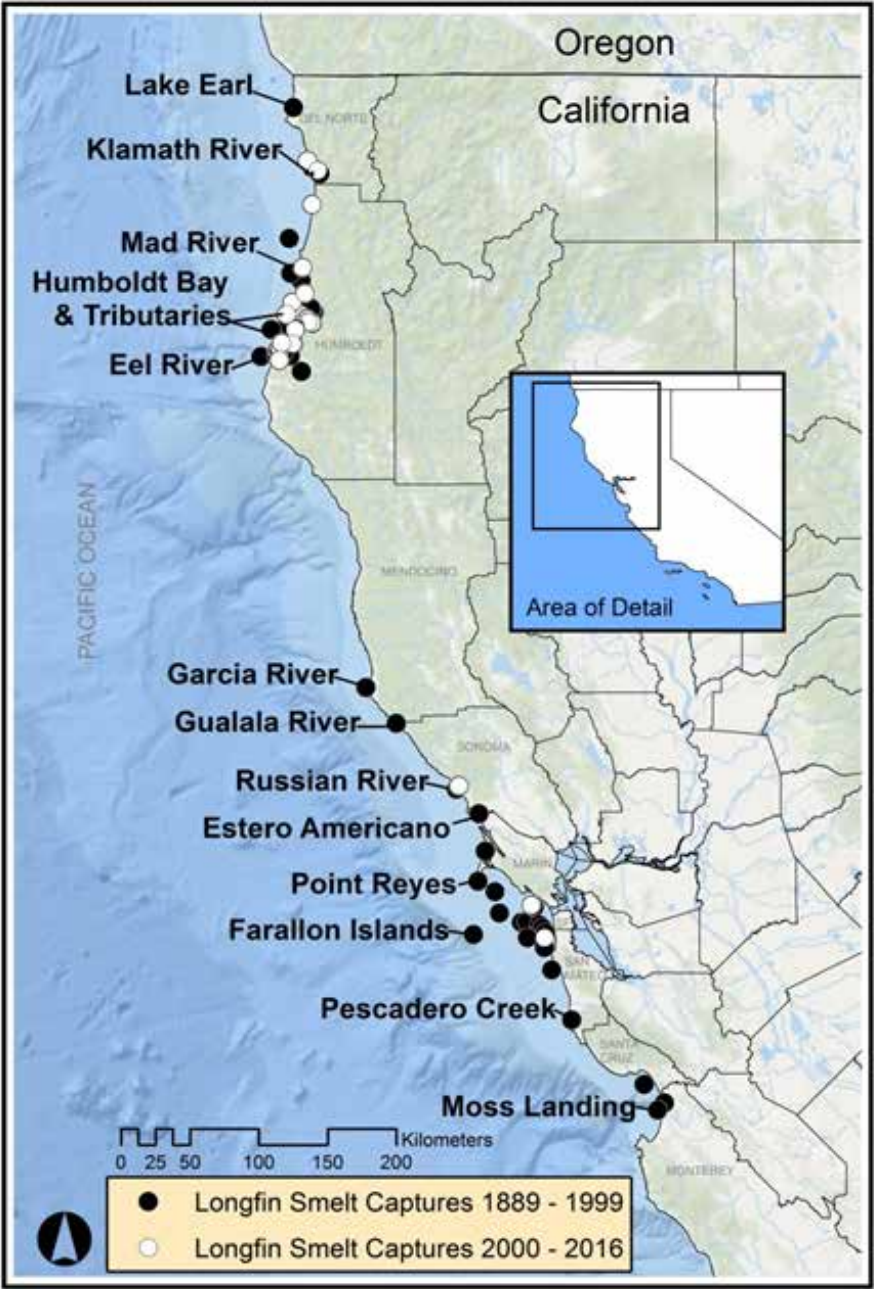 Oregon
California
Lake Earl
DEL NORTE
Klamath River
Mad River
Humboldt Bay
& Tributaries
HUMBOLDT
Eel River
PACIFIC OCEAN
Area of Detail
MENDOCINO
Garcia River
Gualala River
SONOMA
Russian River
Estero Americano
MARIN
Point Reyes
Farallon Islands
SAN
MATEO
Pescadero Creek
SANTA
CRUZ
Moss Landing
MONTEREY
Kilometers
0 25 50 100 150 200
Longfin Smelt Captures 1889 - 1999
Longfin Smelt Captures 2000 - 2016